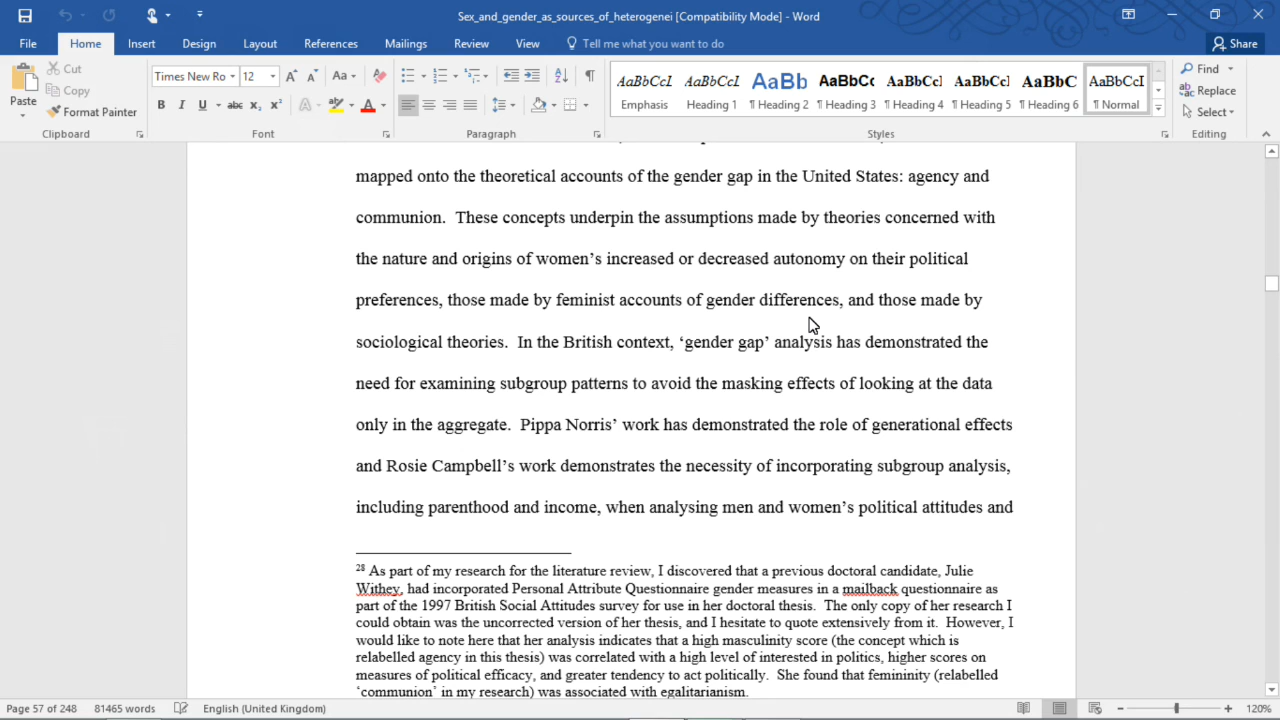 Sex_and_gender_as_sources_of_heterogenei [Compatibility Mode] - Word
File Home Insert Design Layout References Mailings Review View Tell me what you want to do Share
Paste
Cut
Copy
Format Painter
Clipboard
Times New Ro 12
Font
Paragraph
AaBbCcI AaBbCcI AaBb AaBbCc AaBbCcI AaBbCcI AaBbC AaBbCcI
Emphasis Heading 1 ¶ Heading 2 ¶ Heading 3 ¶ Heading 4 ¶ Heading 5 ¶ Heading 6 ¶ Normal
Styles
Find
Replace
Select
Editing
mapped onto the theoretical accounts of the gender gap in the United States: agency and
communion.  These concepts underpin the assumptions made by theories concerned with
the nature and origins of women’s increased or decreased autonomy on their political
preferences, those made by feminist accounts of gender differences, and those made by
sociological theories.  In the British context, ‘gender gap’ analysis has demonstrated the
need for examining subgroup patterns to avoid the masking effects of looking at the data
only in the aggregate.  Pippa Norris’ work has demonstrated the role of generational effects
and Rosie Campbell’s work demonstrates the necessity of incorporating subgroup analysis,
including parenthood and income, when analysing men and women’s political attitudes and
28 As part of my research for the literature review, I discovered that a previous doctoral candidate, Julie
Withey, had incorporated Personal Attribute Questionnaire gender measures in a mailback questionnaire as
part of the 1997 British Social Attitudes survey for use in her doctoral thesis.  The only copy of her research I
could obtain was the uncorrected version of her thesis, and I hesitate to quote extensively from it.  However, I
would like to note here that her analysis indicates that a high masculinity score (the concept which is
relabelled agency in this thesis) was correlated with a high level of interested in politics, higher scores on
measures of political efficacy, and greater tendency to act politically.  She found that femininity (relabelled
‘communion’ in my research) was associated with egalitarianism.
Page 57 of 248 81465 words English (United Kingdom) 120%